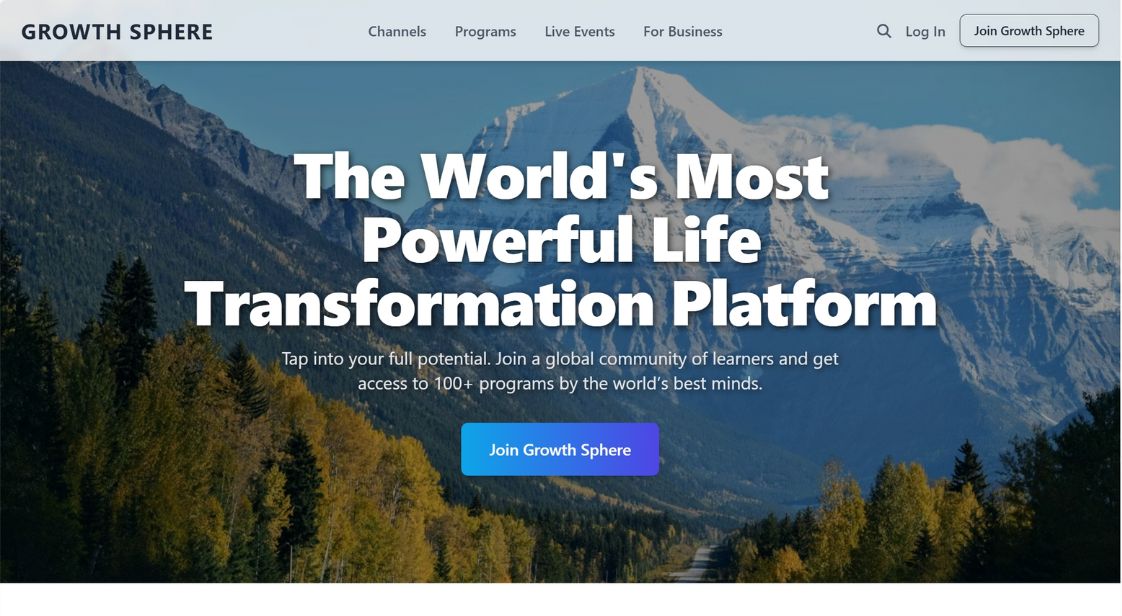 GROWTH SPHERE
Channels
Programs
Live Events
For Business
Log In
Join Growth Sphere
The World's Most
Powerful Life
Transformation Platform
Tap into your full potential. Join a global community of learners and get
access to 100+ programs by the world’s best minds.
Join Growth Sphere